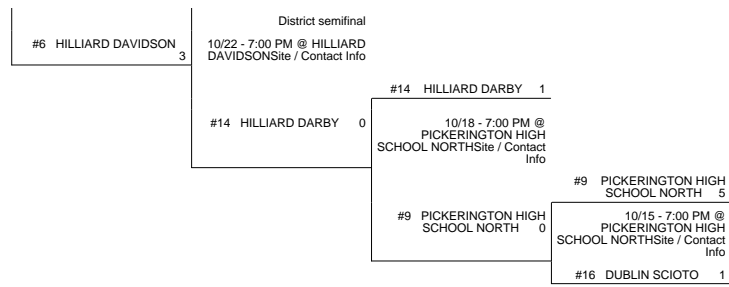 District semifinal
#6 HILLIARD DAVIDSON
3
10/22 - 7:00 PM @ HILLIARD
DAVIDSONSite / Contact Info
#14 HILLIARD DARBY 1
#14 HILLIARD DARBY 0
10/18 - 7:00 PM @
PICKERINGTON HIGH
SCHOOL NORTHSite / Contact
Info
#9 PICKERINGTON HIGH
SCHOOL NORTH 5
#9 PICKERINGTON HIGH
SCHOOL NORTH 0
10/15 - 7:00 PM @
PICKERINGTON HIGH
SCHOOL NORTHSite / Contact
Info
#16 DUBLIN SCIOTO 1